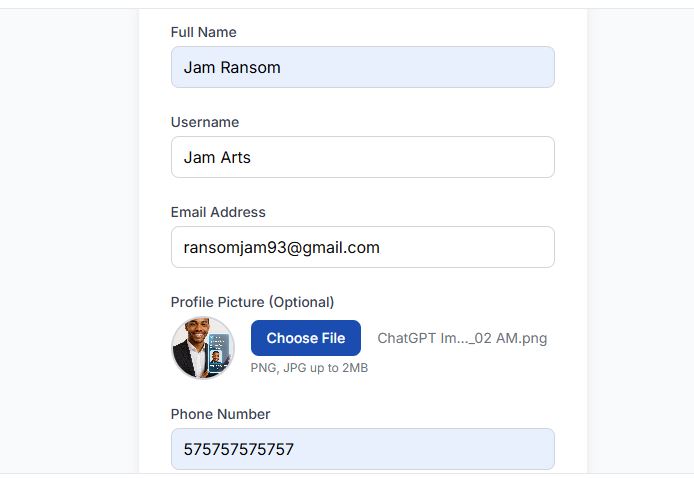 Full Name
Jam Ransom
Username
Jam Arts
Email Address
ransomjam93@gmail.com
Profile Picture (Optional)
Choose File
ChatGPT Im..._02 AM.png
PNG, JPG up to 2MB
Phone Number
575757575757